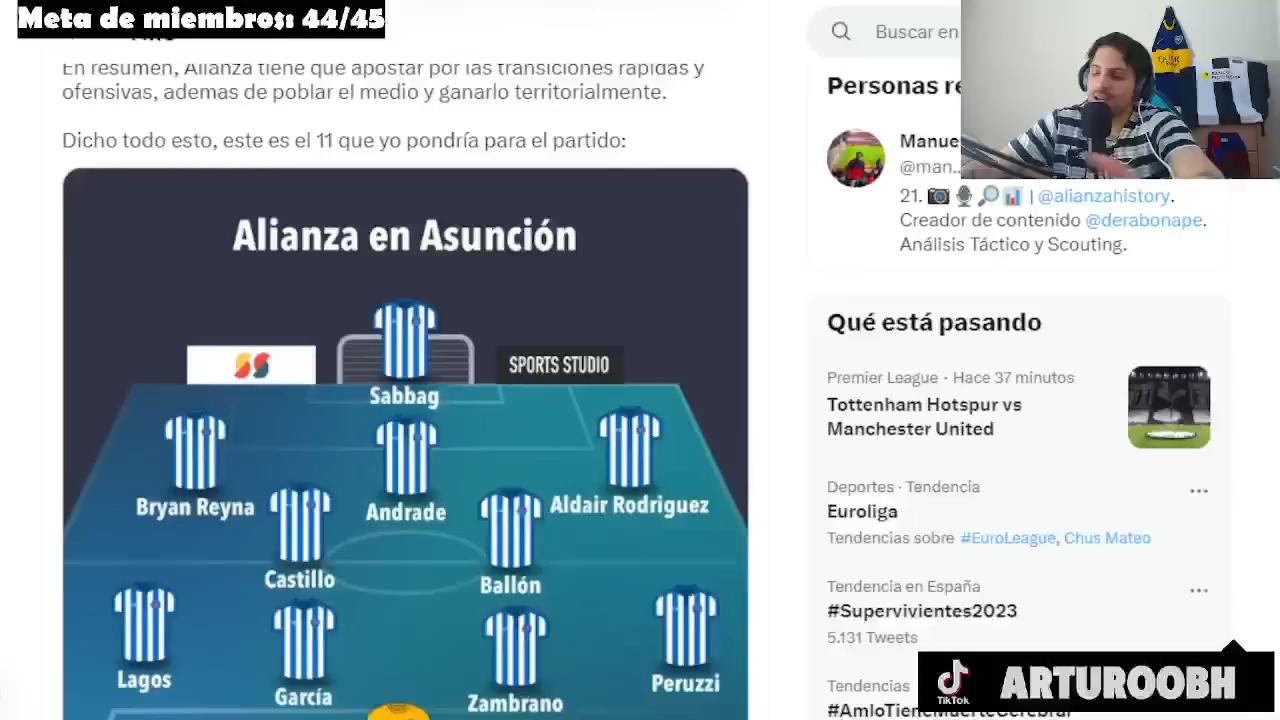 Meta de miembros: 44/45
En resumen, Alianza tiene que apostar por las transiciones rápidas y
ofensivas, ademas de poblar el medio y ganarlo territorialmente.
Dicho todo esto, este es el 11 que yo pondría para el partido:
Alianza en Asunción
SPORTS STUDIO
Sabbag
Bryan Reyna
Andrade
Aldair Rodriguez
Castillo
Ballón
Lagos
García
Zambrano
Peruzzi
Buscar en
Personas re
Manue
@man..
21. 📷🎙🔎📊 | @alianzahistory.
Creador de contenido @derabonape.
Análisis Táctico y Scouting.
Qué está pasando
Premier League · Hace 37 minutos
Tottenham Hotspur vs
Manchester United
Deportes · Tendencia
Euroliga
Tendencias sobre #EuroLeague, Chus Mateo
Tendencia en España
#Supervivientes2023
5.131 Tweets
Tendencias
#AmloTieneMuerteCerebral
TikTok
ARTUROOBH